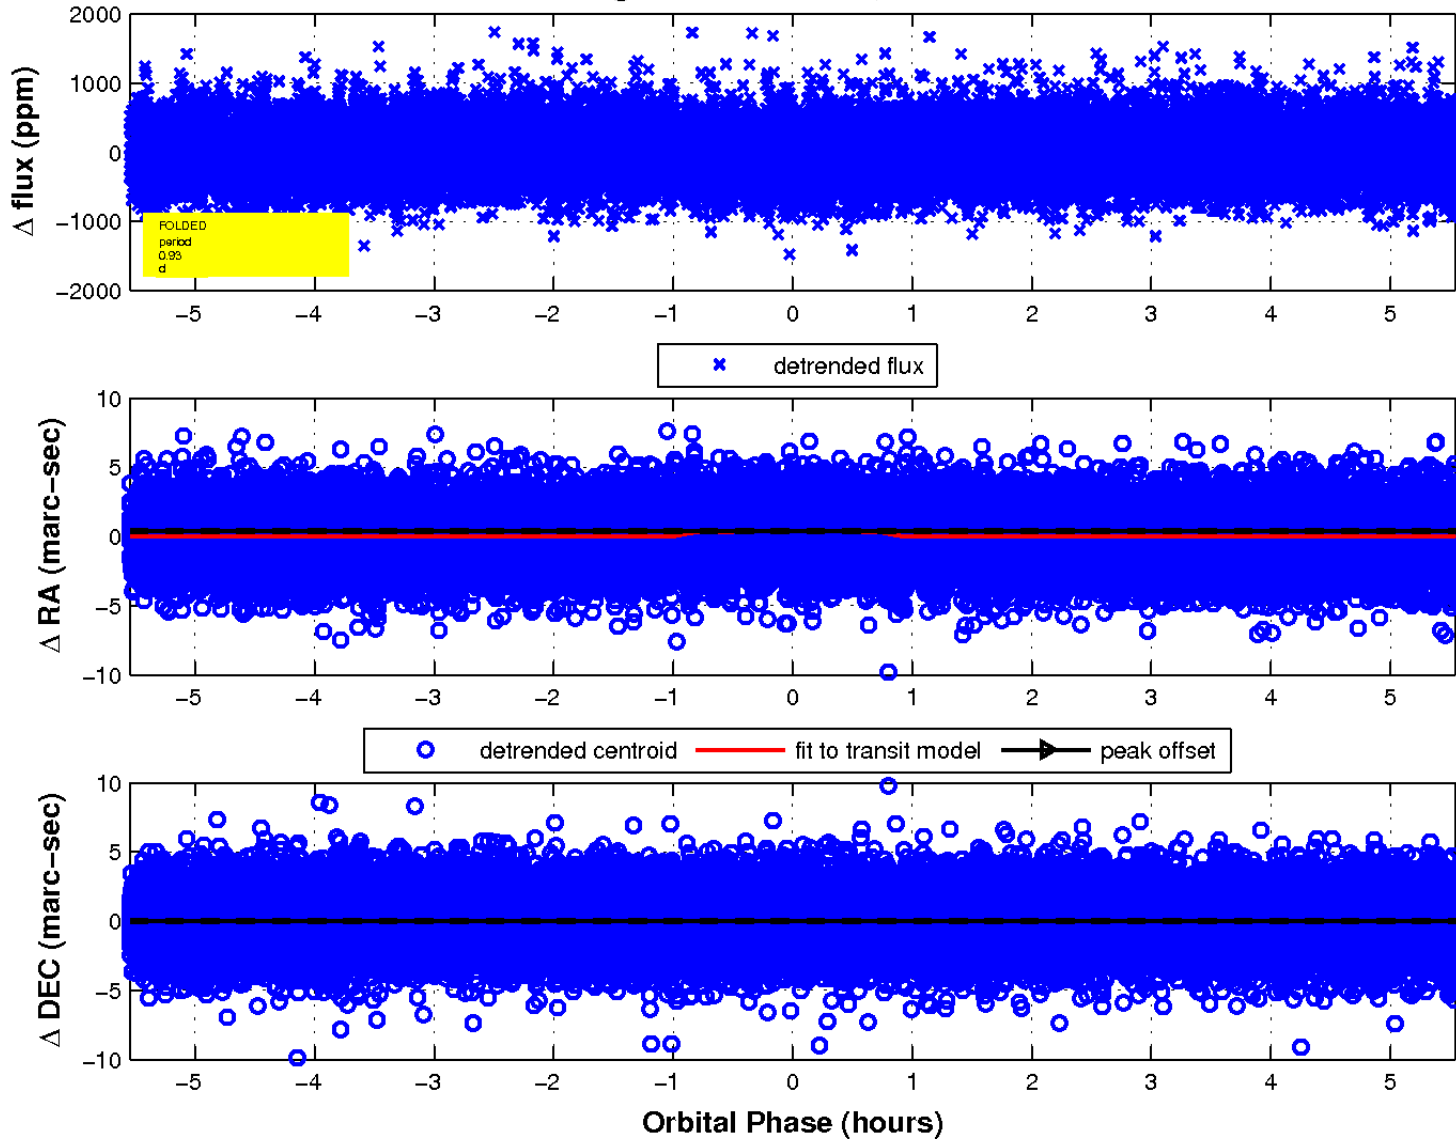 2000
1000
0
−1000
−2000
Δ flux (ppm)
FOLDED
period
0.93
d
−5 −4 −3 −2 −1 0 1 2 3 4 5
detrended flux
10
5
0
−5
−10
Δ RA (marc−sec)
−5 −4 −3 −2 −1 0 1 2 3 4 5
detrended centroid fit to transit model peak offset
10
5
0
−5
−10
Δ DEC (marc−sec)
−5 −4 −3 −2 −1 0 1 2 3 4 5
Orbital Phase (hours)